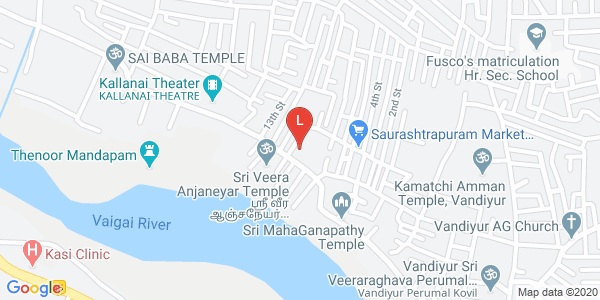 SAI BABA TEMPLE
Kallanai Theater
KALLANAI THEATRE
13th St
L
4th St
2nd St
Fusco's matriculation
Hr. Sec. School
Saurashtrapuram Market...
Thenoor Mandapam
Sri Veera
Anjaneyar Temple
ஸ்ரீ வீர
ஆஞ்சநேயர்...
Kamatchi Amman
Temple, Vandiyur
Vaigai River
Sri MahaGanapathy
Temple
Vandiyur AG Church
H
Kasi Clinic
Vandiyur Sri
Veeraraghava Perumal...
Vandiyur Perumal Kovil
Google
Map data ©2020